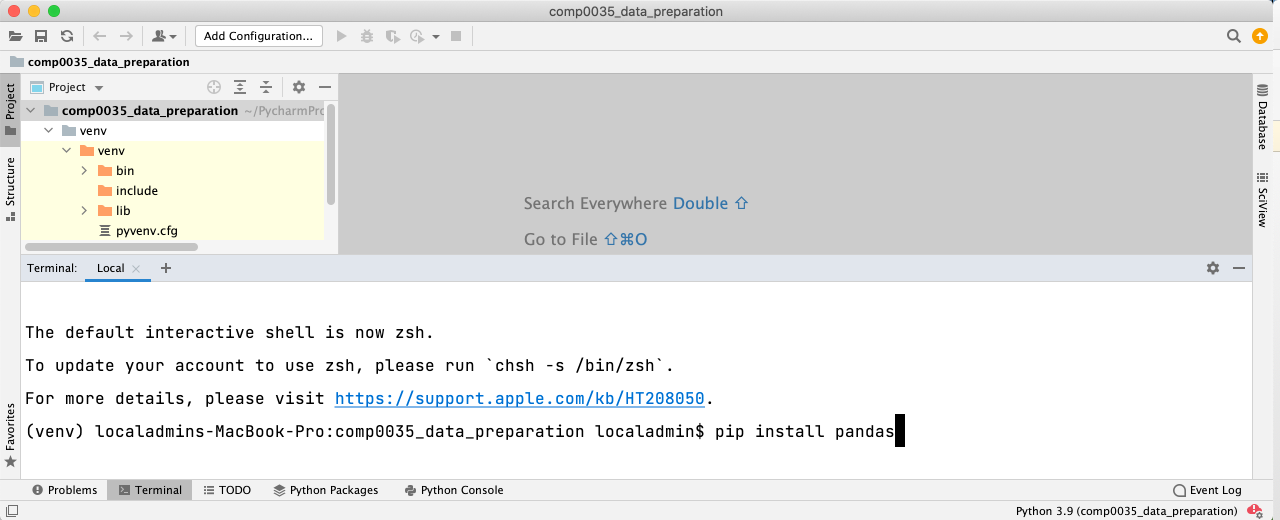 comp0035_data_preparation
Add Configuration...
comp0035_data_preparation
Project
Project
comp0035_data_preparation ~/PycharmPro
venv
venv
bin
include
lib
pyvenv.cfg
Structure
Favorites
Search Everywhere Double ⇧
Go to File ⇧⌘O
Database
SciView
Terminal: Local × +
The default interactive shell is now zsh.
To update your account to use zsh, please run `chsh -s /bin/zsh`.
For more details, please visit https://support.apple.com/kb/HT208050.
(venv) localadmins-MacBook-Pro:comp0035_data_preparation localadmin$ pip install pandas
Problems Terminal TODO Python Packages Python Console Event Log
Python 3.9 (comp0035_data_preparation)